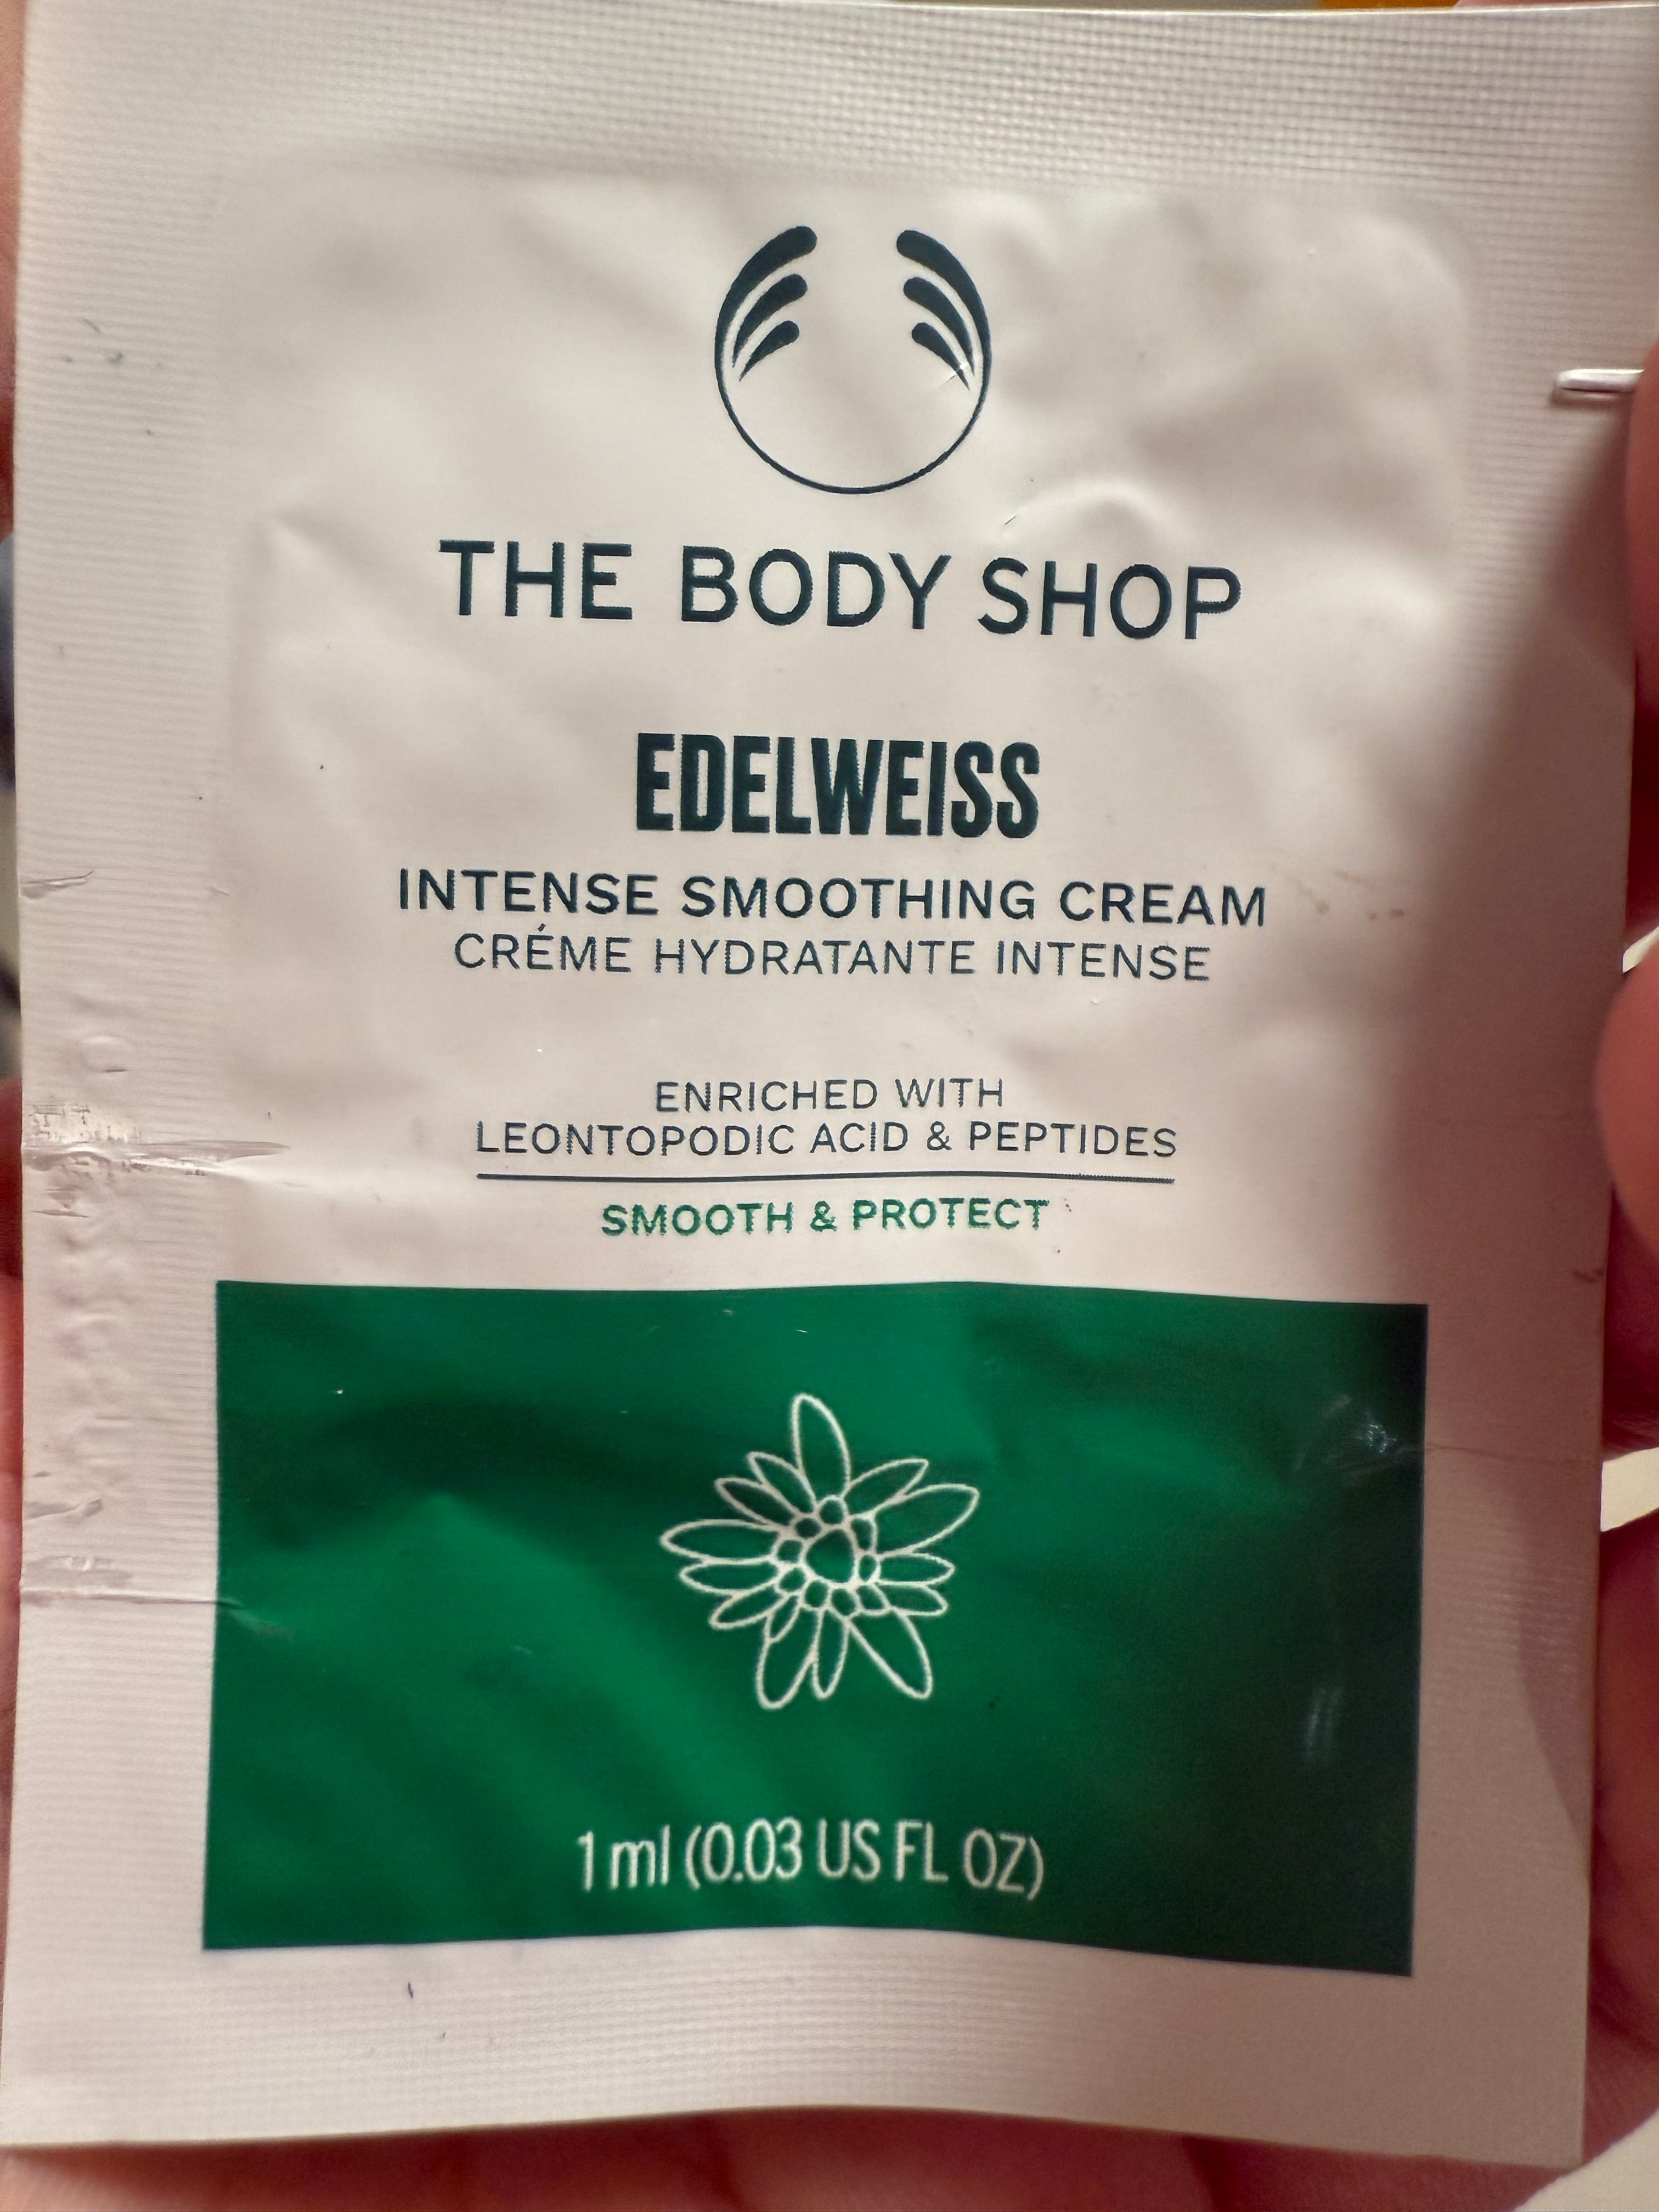 THE BODY SHOP
EDELWEISS
INTENSE SMOOTHING CREAM
CRÉME HYDRATANTE INTENSE
ENRICHED WITH
LEONTOPODIC ACID & PEPTIDES
SMOOTH & PROTECT
1 ml (0.03 US FL OZ)